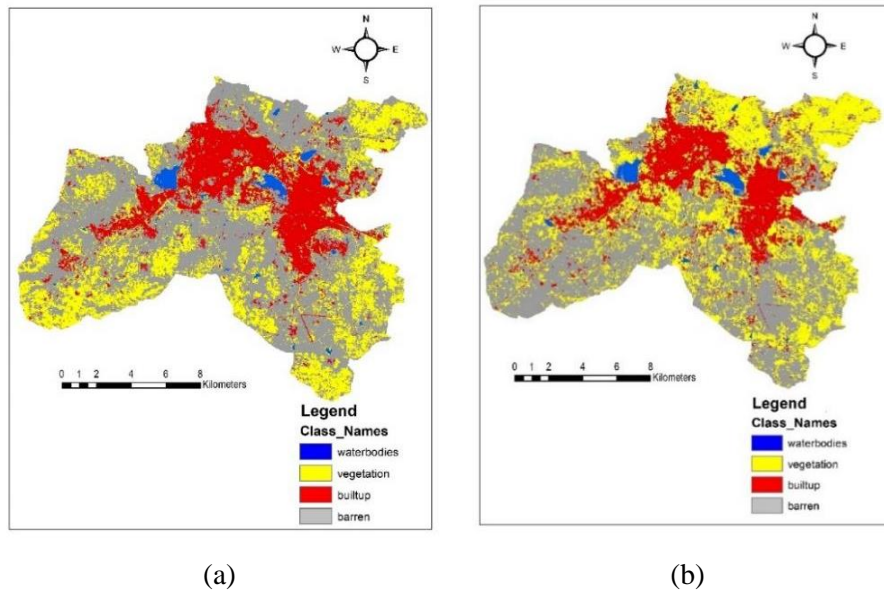 N
W E
S
0 1 2 4 6 8
Kilometers
Legend
Class_Names
waterbodies
vegetation
builtup
barren
(a)
N
W E
S
0 1 2 4 6 8
Kilometers
Legend
Class_Names
waterbodies
vegetation
builtup
barren
(b)